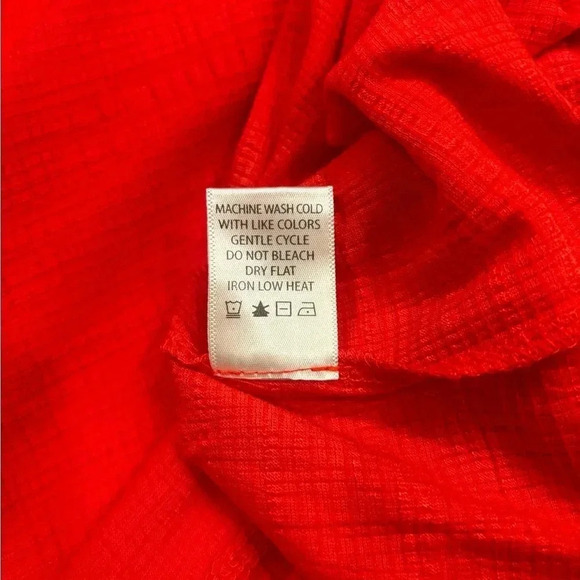 MACHINE WASH COLD
WITH LIKE COLORS
GENTLE CYCLE
DO NOT BLEACH
DRY FLAT
IRON LOW HEAT